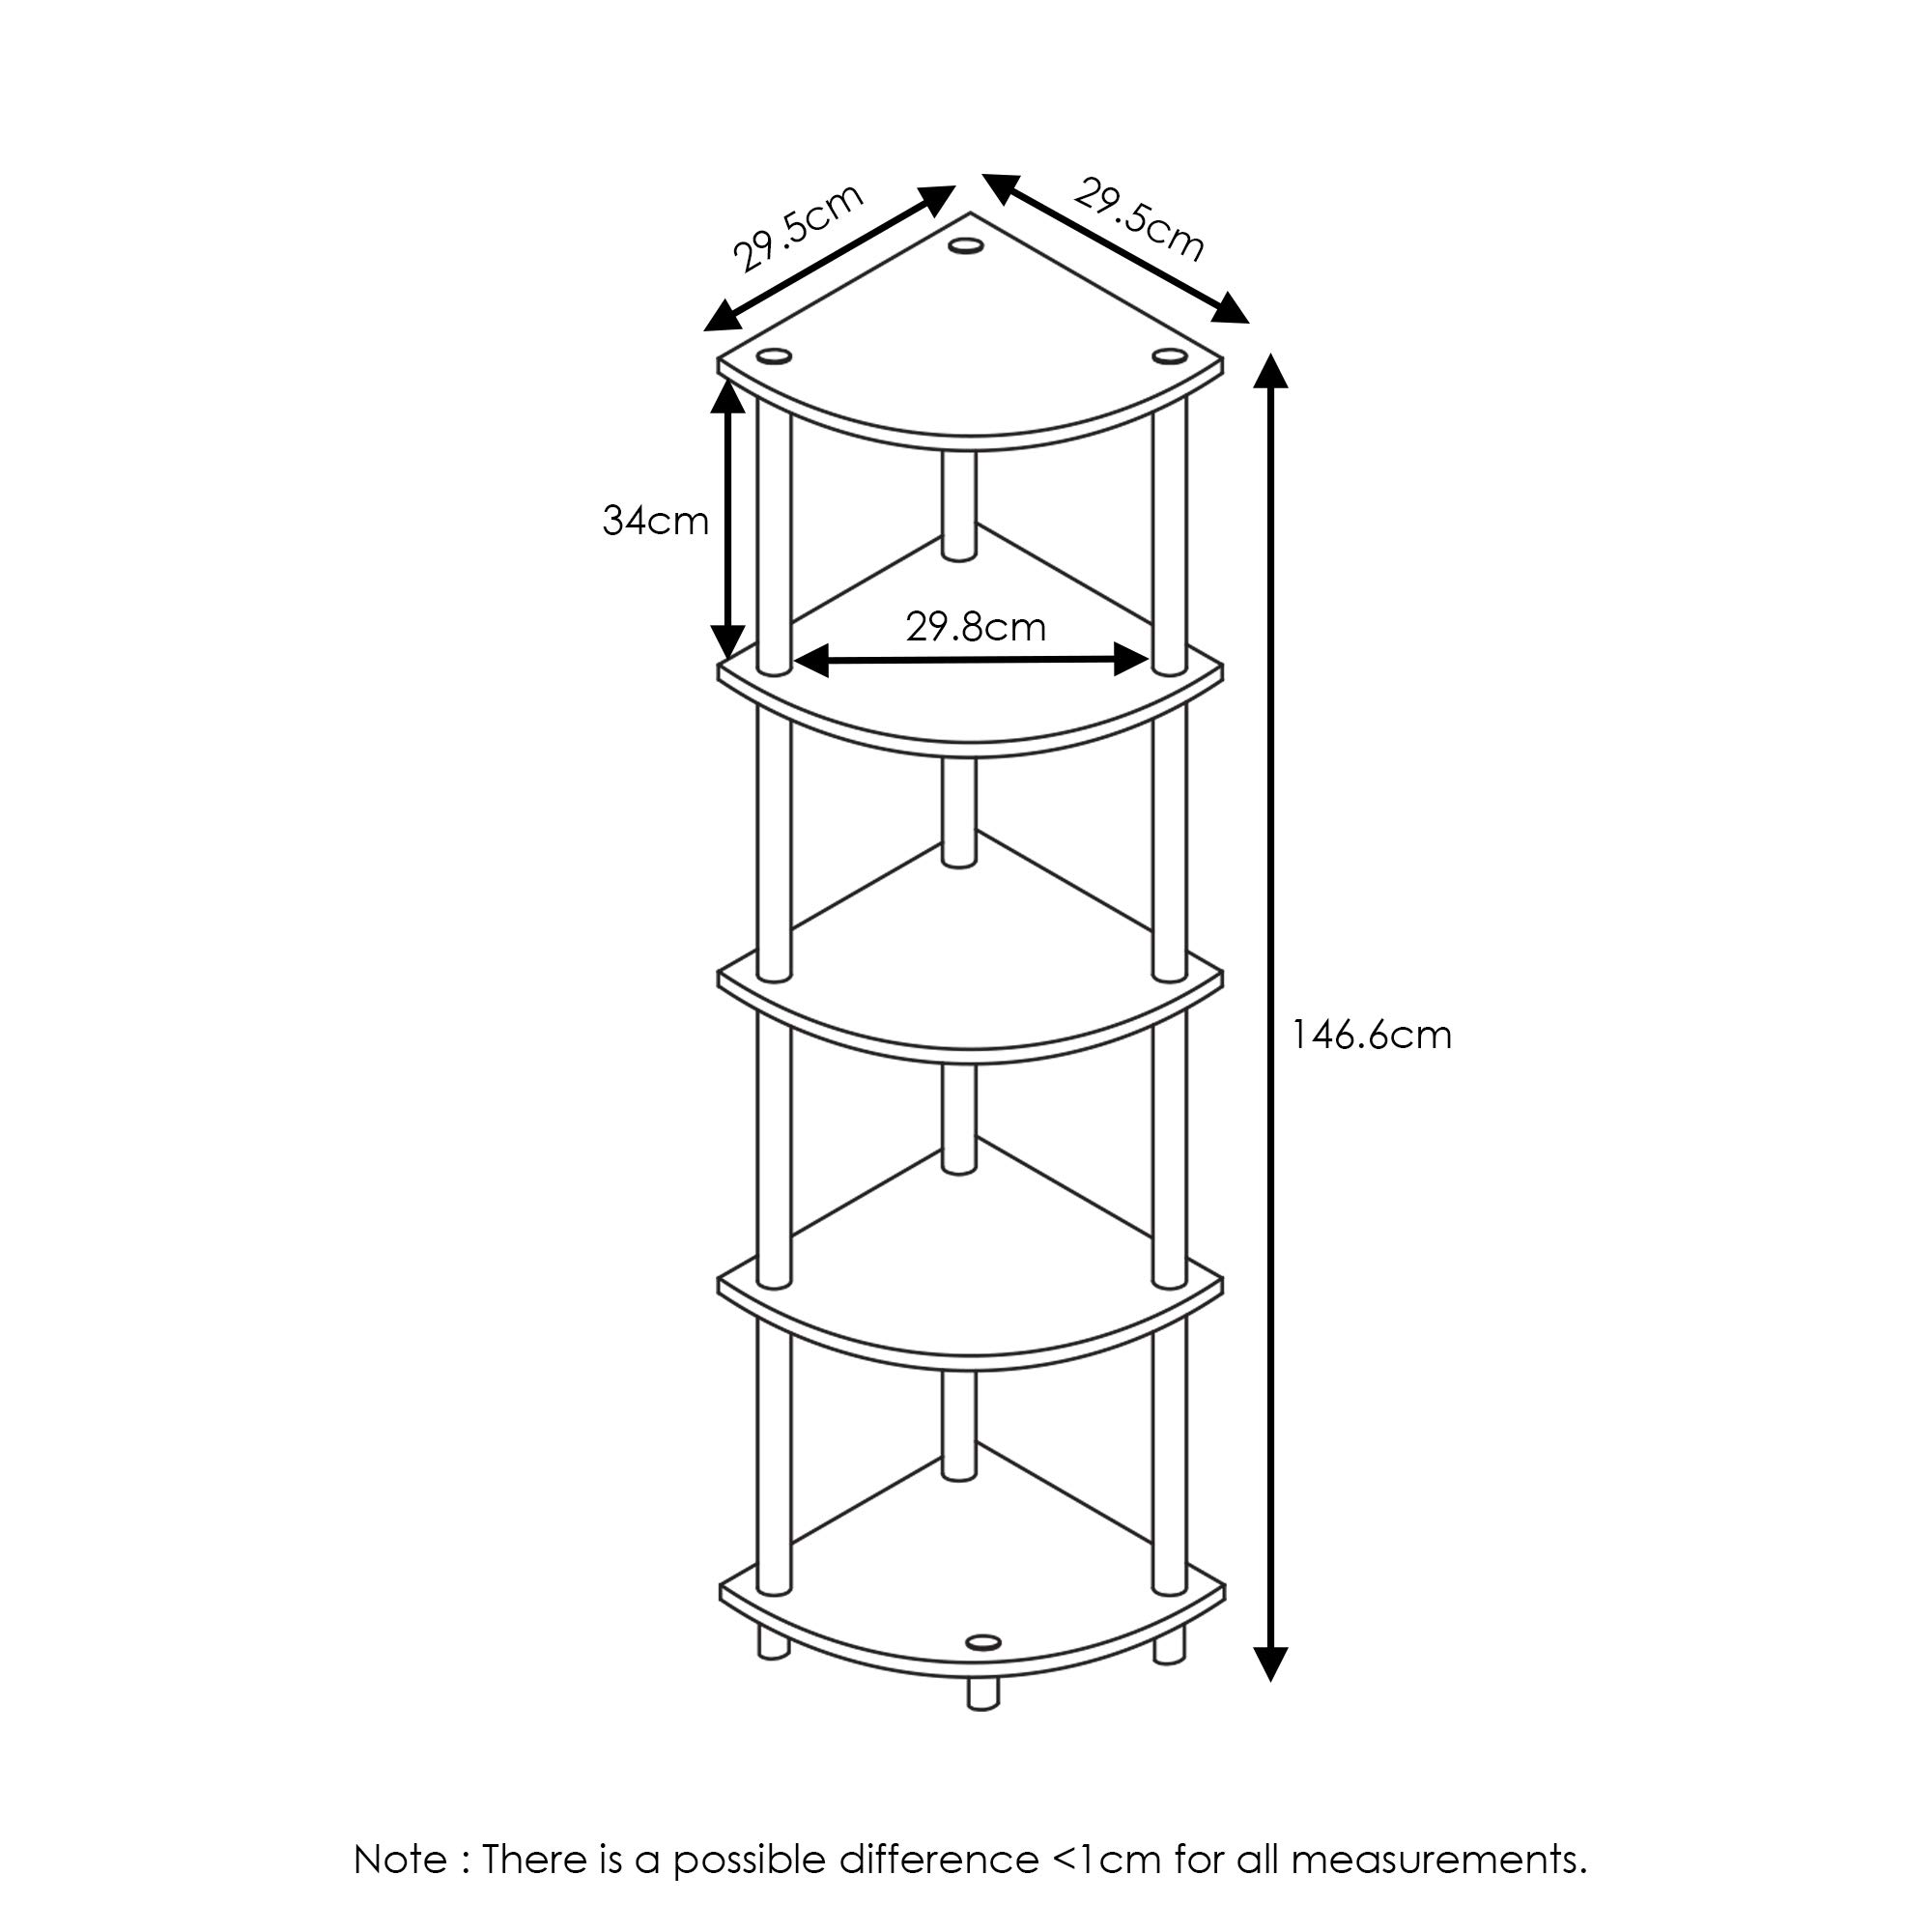 29.5cm
29.5cm
34cm
29.8cm
146.6cm
Note : There is a possible difference <1cm for all measurements.